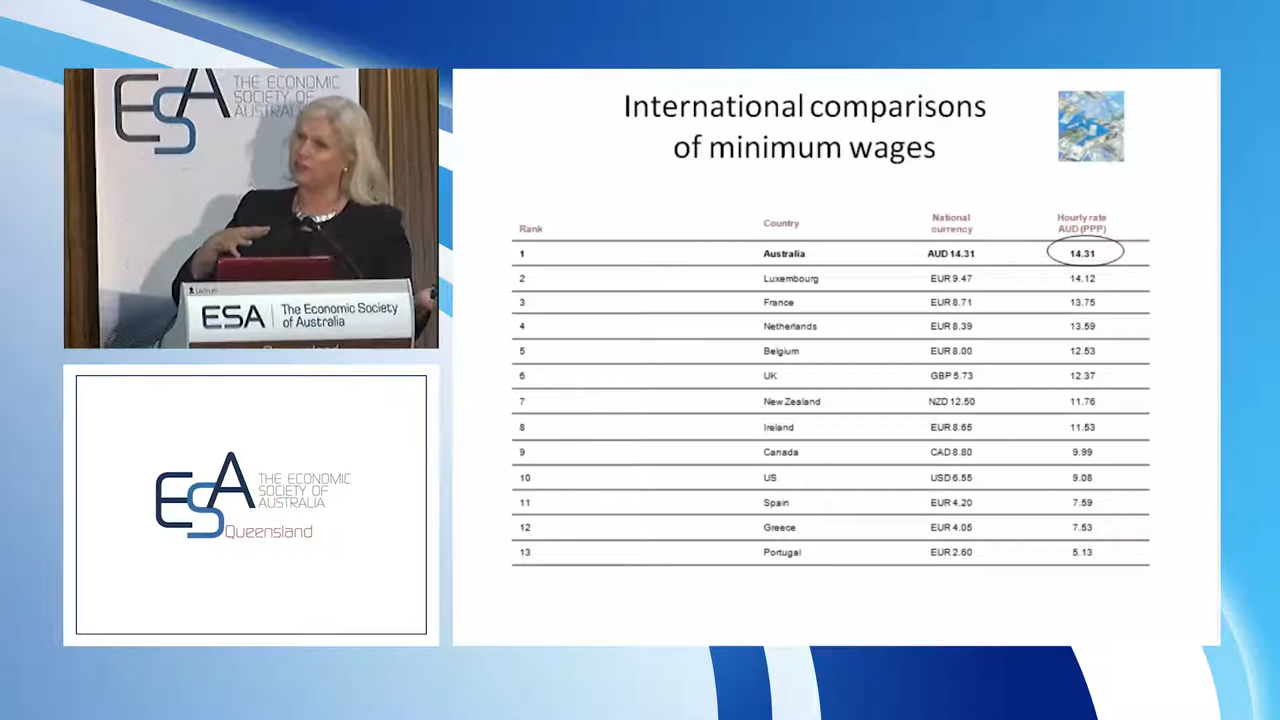 ESA
THE ECONOMIC
SOCIETY OF
AUSTRALIA
ESA
The Economic Society
of Australia
Queensland
ESA
THE ECONOMIC
SOCIETY OF
AUSTRALIA
Queensland
International comparisons
of minimum wages
Rank Country National currency Hourly rate AUD (PPP)
1 Australia AUD 14.31 14.31
2 Luxembourg EUR 9.47 14.12
3 France EUR 8.71 13.75
4 Netherlands EUR 8.39 13.59
5 Belgium EUR 8.00 12.53
6 UK GBP 5.73 12.37
7 New Zealand NZD 12.50 11.76
8 Ireland EUR 8.65 11.53
9 Canada CAD 8.80 9.99
10 US USD 6.55 9.08
11 Spain EUR 4.20 7.59
12 Greece EUR 4.05 7.53
13 Portugal EUR 2.60 5.13